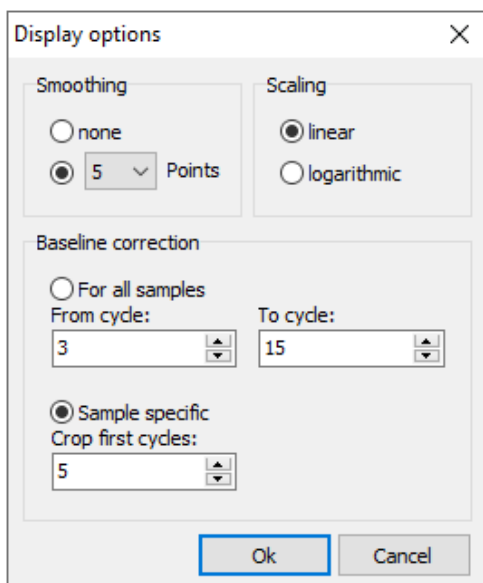 Display options
Smoothing
none
5 Points
Scaling
linear
logarithmic
Baseline correction
For all samples
From cycle: To cycle:
3 15
Sample specific
Crop first cycles:
5
Ok Cancel